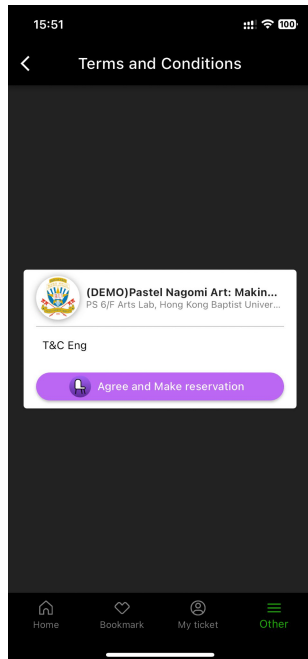 15:51
100
Terms and Conditions
(DEMO)Pastel Nagomi Art: Makin...
PS 6/F Arts Lab, Hong Kong Baptist Univer...
T&C Eng
Agree and Make reservation
Home
Bookmark
My ticket
Other